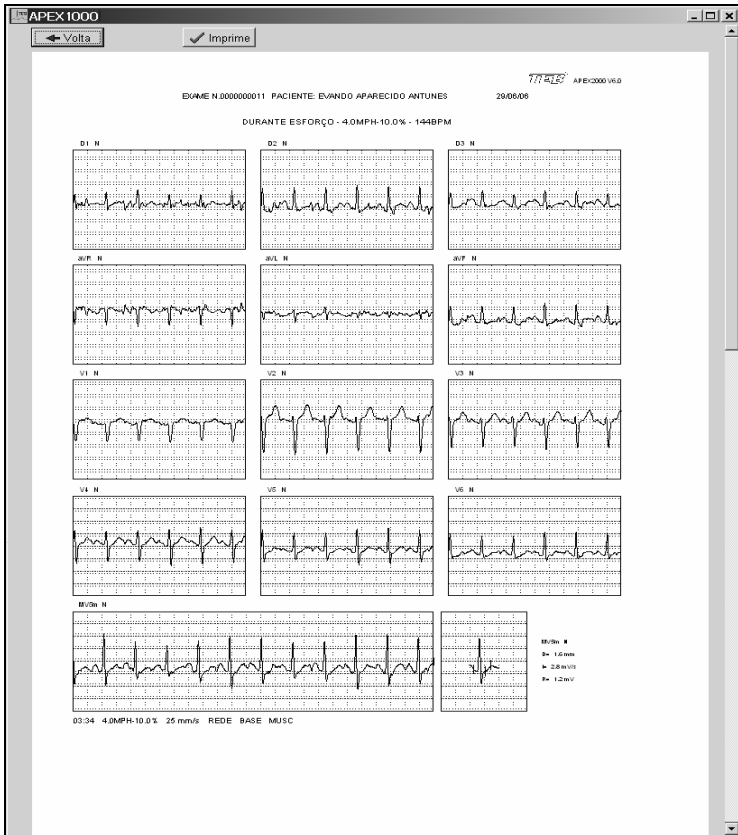 APEX1000
Volta
Imprime
TEB APEX2000 V6.0
EXAME N.0000000011 PACIENTE: EVANDO APARECIDO ANTUNES 29/06/06
DURANTE ESFORÇO - 4.0MPH-10.0% - 144BPM
D1 N D2 N D3 N
aVR N aVL N aVF N
V1 N V2 N V3 N
V4 N V5 N V6 N
MV5m N
MV5m N
D= 1.6mm
I= 2.8mV/s
R= 1.2mV
03:34 4.0MPH-10.0% 25 mm/s REDE BASE MUSC